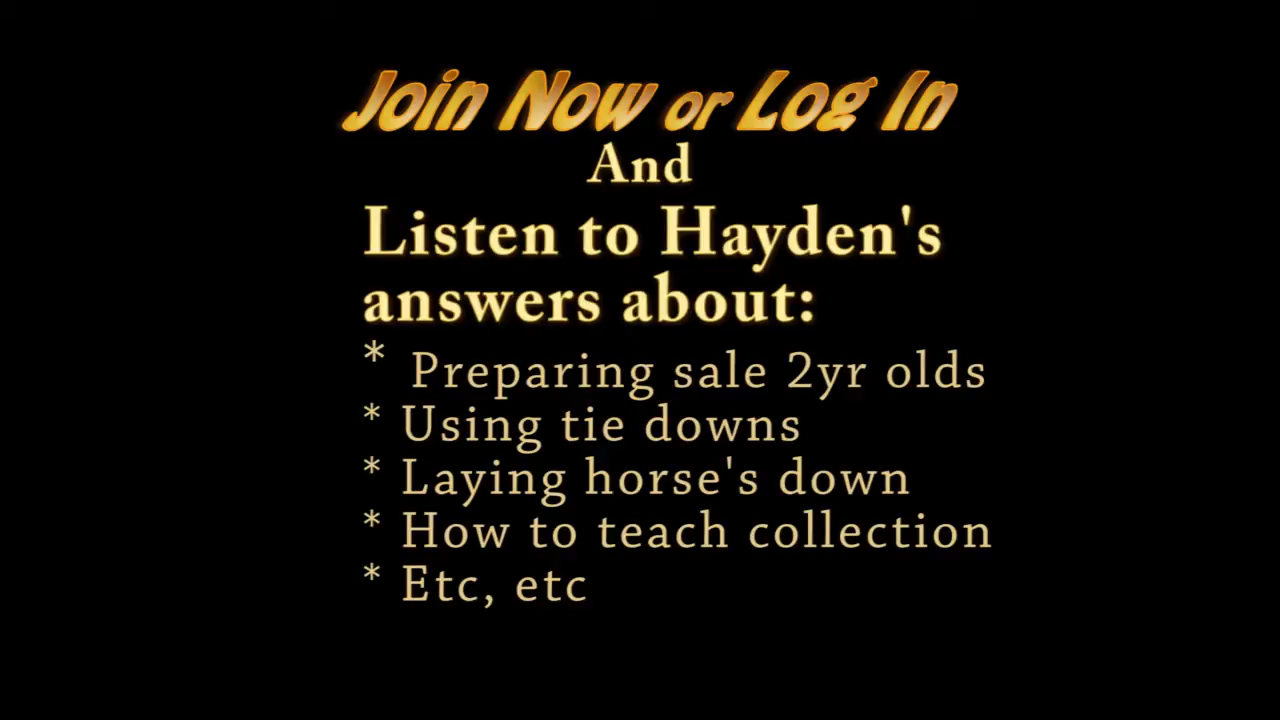 Join Now or Log In
And
Listen to Hayden's
answers about:
* Preparing sale 2yr olds
* Using tie downs
* Laying horse's down
* How to teach collection
* Etc, etc